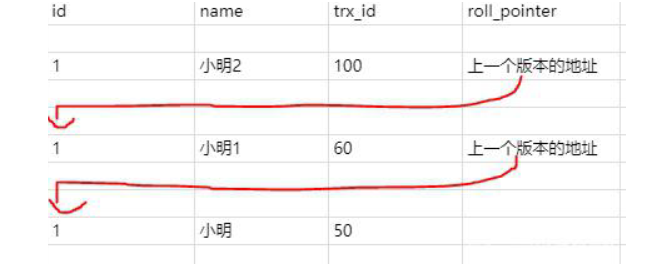 id name trx_id roll_pointer
1 小明2 100 上一个版本的地址
1 小明1 60 上一个版本的地址
1 小明 50